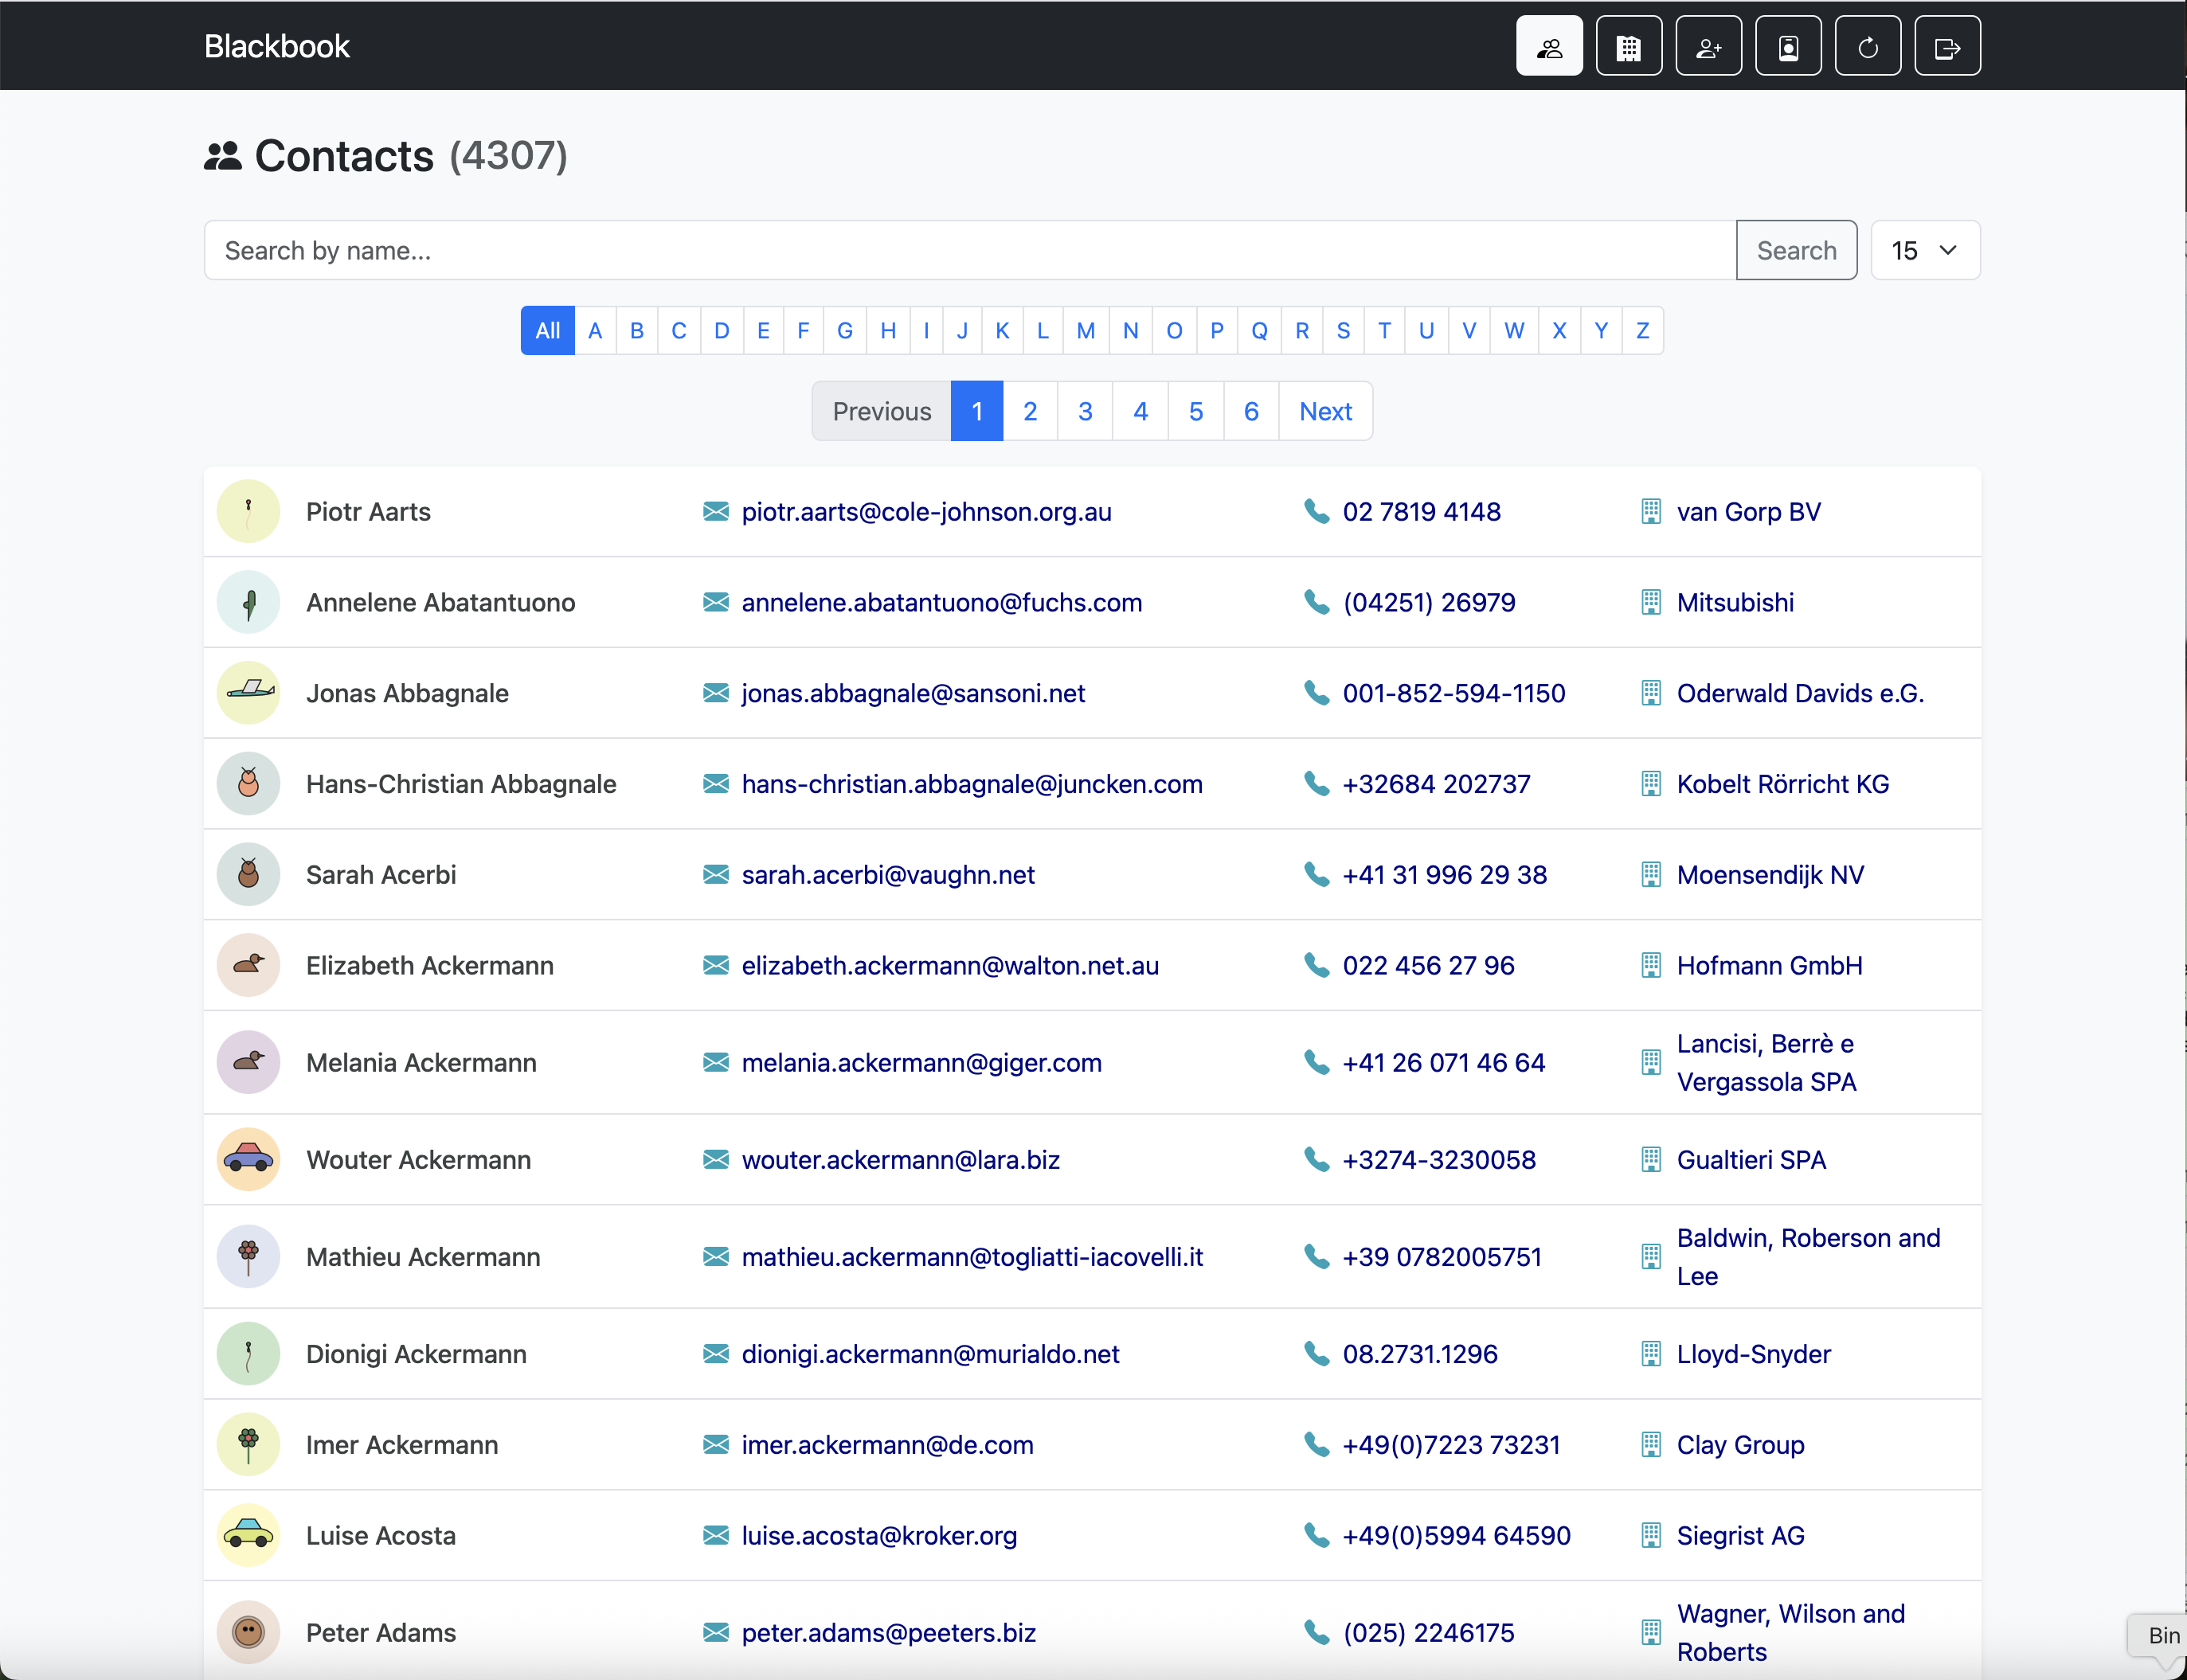 Blackbook
Contacts (4307)
Search by name... Search 15
All A B C D E F G H I J K L M N O P Q R S T U V W X Y Z
Previous 1 2 3 4 5 6 Next
Piotr Aarts piotr.aarts@cole-johnson.org.au 02 7819 4148 van Gorp BV
Annelene Abatantuono annelene.abatantuono@fuchs.com (04251) 26979 Mitsubishi
Jonas Abbagnale jonas.abbagnale@sansoni.net 001-852-594-1150 Oderwald Davids e.G.
Hans-Christian Abbagnale hans-christian.abbagnale@juncken.com +32684 202737 Kobelt Rörricht KG
Sarah Acerbi sarah.acerbi@vaughn.net +41 31 996 29 38 Moensendijk NV
Elizabeth Ackermann elizabeth.ackermann@walton.net.au 022 456 27 96 Hofmann GmbH
Melania Ackermann melania.ackermann@giger.com +41 26 071 46 64 Lancisi, Berrè e
Vergassola SPA
Wouter Ackermann wouter.ackermann@lara.biz +3274-3230058 Gualtieri SPA
Mathieu Ackermann mathieu.ackermann@togliatti-iacovelli.it +39 0782005751 Baldwin, Roberson and
Lee
Dionigi Ackermann dionigi.ackermann@murialdo.net 08.2731.1296 Lloyd-Snyder
Imer Ackermann imer.ackermann@de.com +49(0)7223 73231 Clay Group
Luise Acosta luise.acosta@kroker.org +49(0)5994 64590 Siegrist AG
Peter Adams peter.adams@peeters.biz (025) 2246175 Wagner, Wilson and
Roberts
Bin